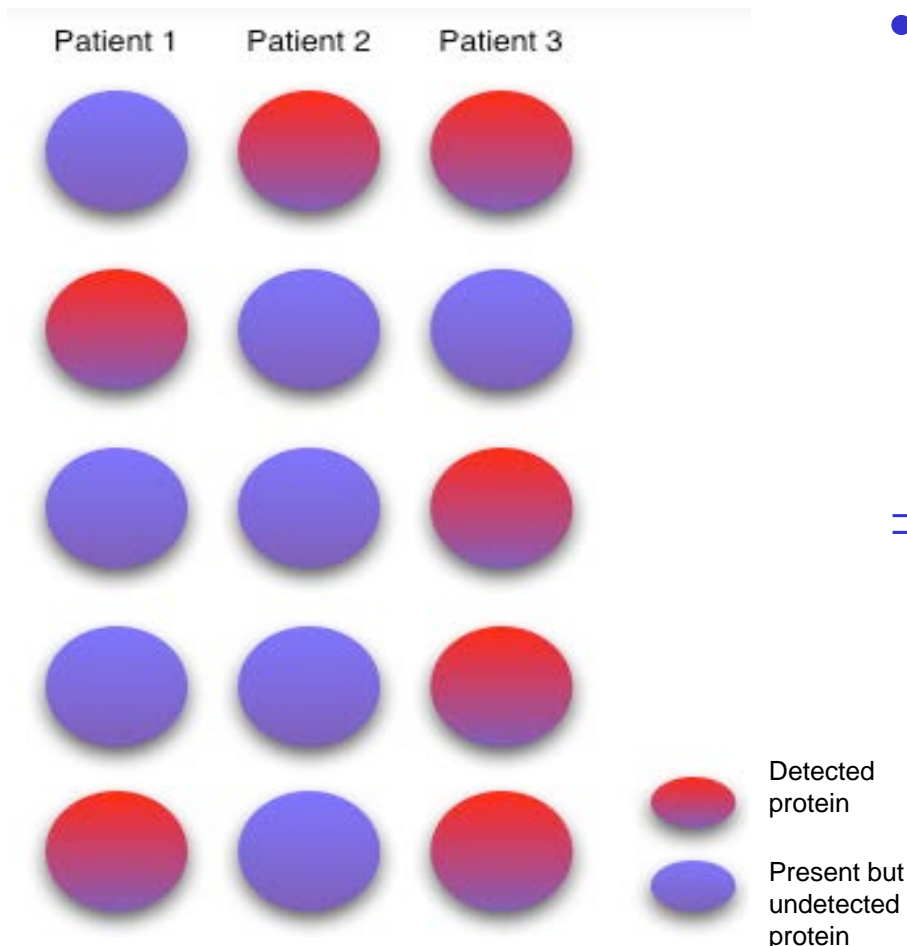 Patient 1 Patient 2 Patient 3
Detected
protein
Present but
undetected
protein